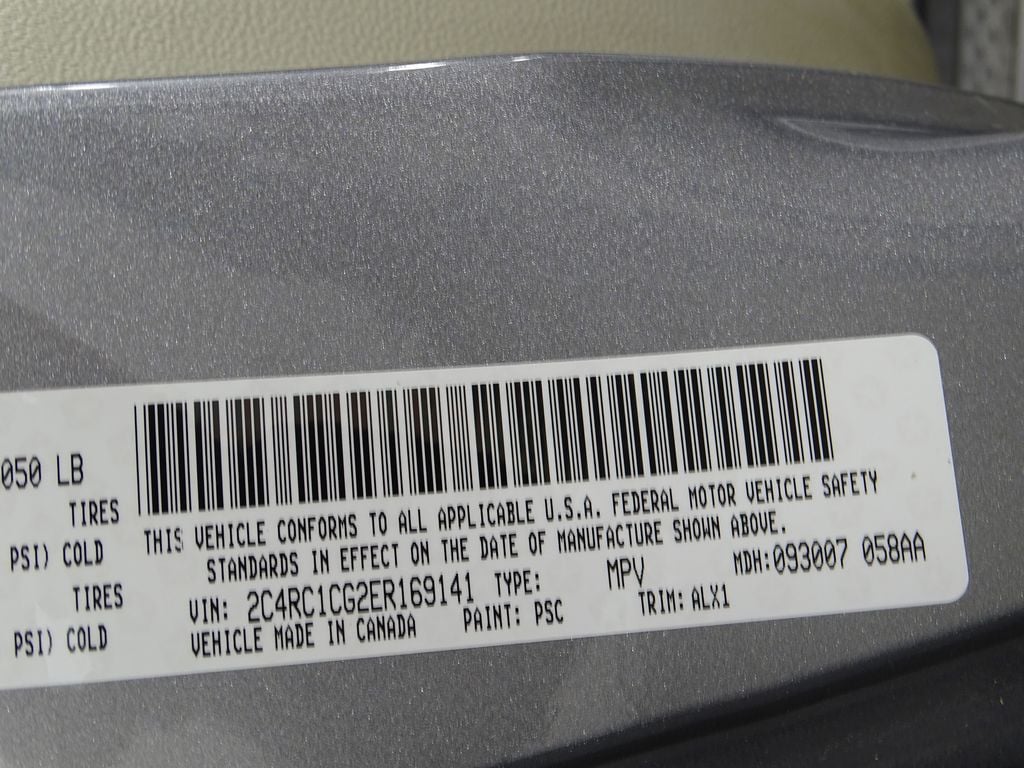 050 LB
TIRES
PSI) COLD
TIRES
PSI) COLD
THIS VEHICLE CONFORMS TO ALL APPLICABLE U.S.A. FEDERAL MOTOR VEHICLE SAFETY
STANDARDS IN EFFECT ON THE DATE OF MANUFACTURE SHOWN ABOVE.
VIN: 2C4RC1CG2ER169141 TYPE: MPV MDH:093007 058AA
VEHICLE MADE IN CANADA PAINT: PSC TRIM: ALX1